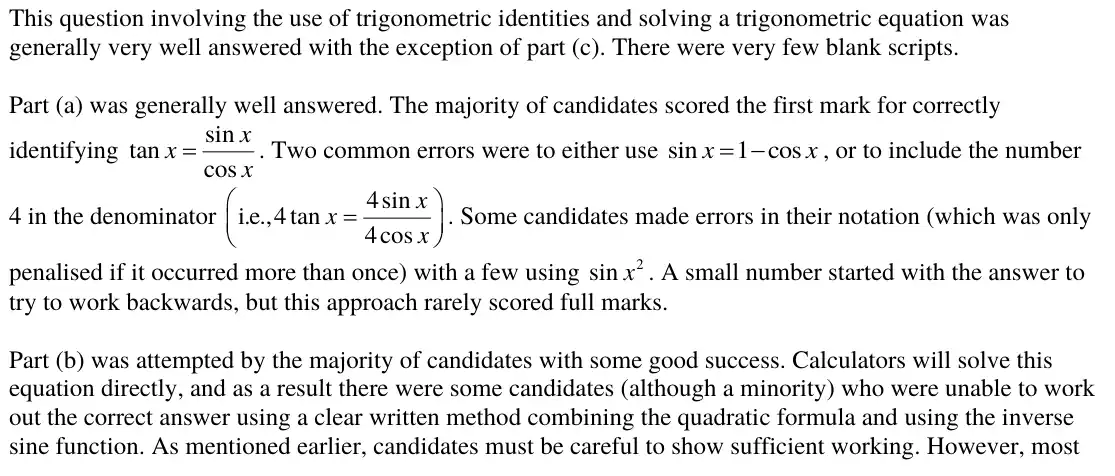 This question involving the use of trigonometric identities and solving a trigonometric equation was
generally very well answered with the exception of part (c). There were very few blank scripts.
Part (a) was generally well answered. The majority of candidates scored the first mark for correctly
identifying tan x = sin x / cos x. Two common errors were to either use sin x = 1 – cos x, or to include the number
4 in the denominator (i.e., 4 tan x = 4 sin x / 4 cos x). Some candidates made errors in their notation (which was only
penalised if it occurred more than once) with a few using sin x². A small number started with the answer to
try to work backwards, but this approach rarely scored full marks.
Part (b) was attempted by the majority of candidates with some good success. Calculators will solve this
equation directly, and as a result there were some candidates (although a minority) who were unable to work
out the correct answer using a clear written method combining the quadratic formula and using the inverse
sine function. As mentioned earlier, candidates must be careful to show sufficient working. However, most